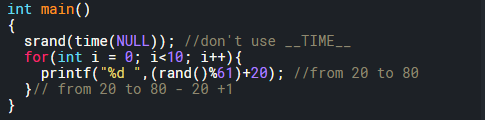 int main()
{
srand(time(NULL)); //don't use __TIME__
for(int i = 0; i<10; i++){
printf("%d ",(rand()%61)+20); //from 20 to 80
}// from 20 to 80 - 20 +1
}